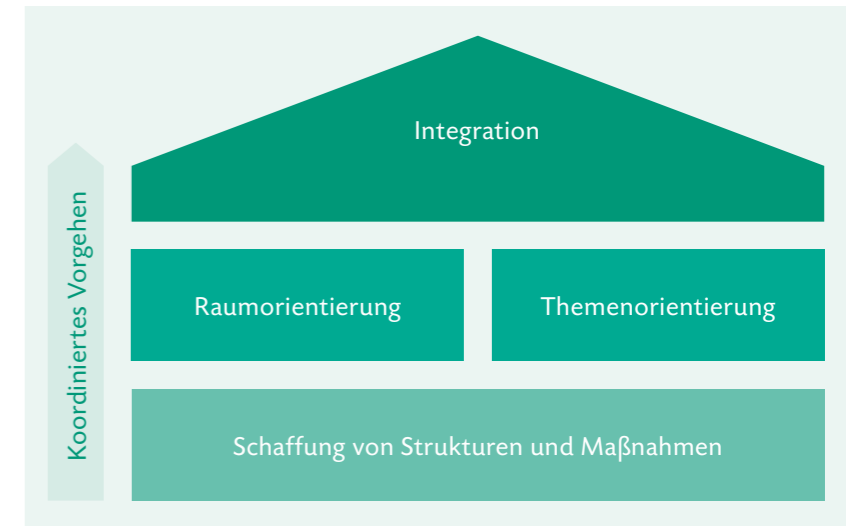 Integration
Koordiniertes Vorgehen
Raumorientierung
Themenorientierung
Schaffung von Strukturen und Maßnahmen